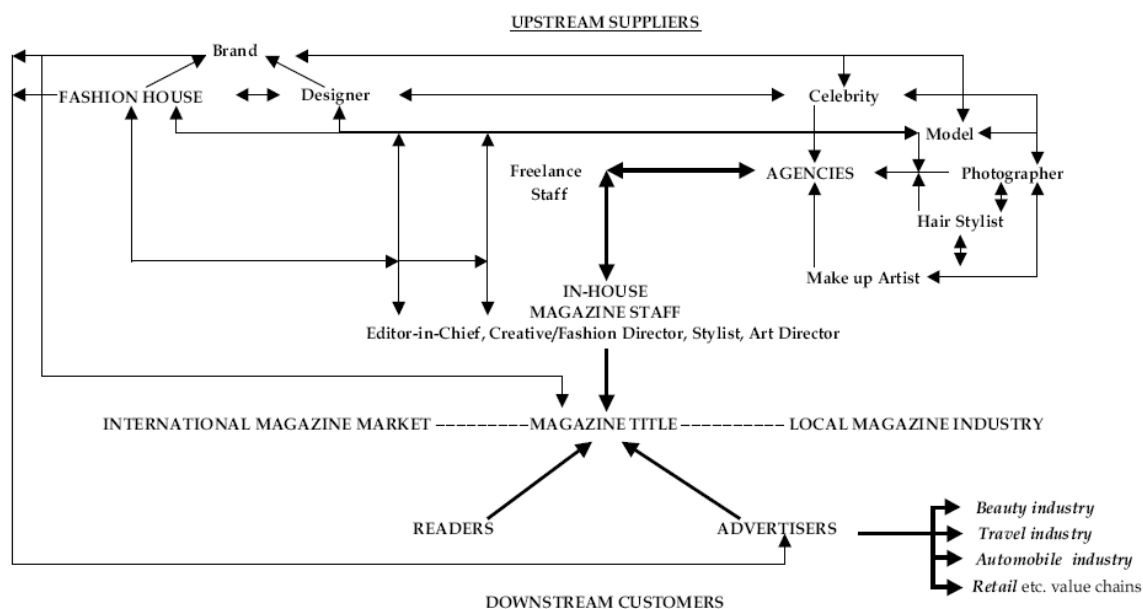 UPSTREAM SUPPLIERS
Brand
FASHION HOUSE
Designer
Celebrity
Model
Freelance
Staff
AGENCIES
Photographer
Hair Stylist
Make up Artist
IN-HOUSE
MAGAZINE STAFF
Editor-in-Chief, Creative/Fashion Director, Stylist, Art Director
INTERNATIONAL MAGAZINE MARKET
MAGAZINE TITLE
LOCAL MAGAZINE INDUSTRY
READERS
ADVERTISERS
Beauty industry
Travel industry
Automobile industry
Retail etc. value chains
DOWNSTREAM CUSTOMERS